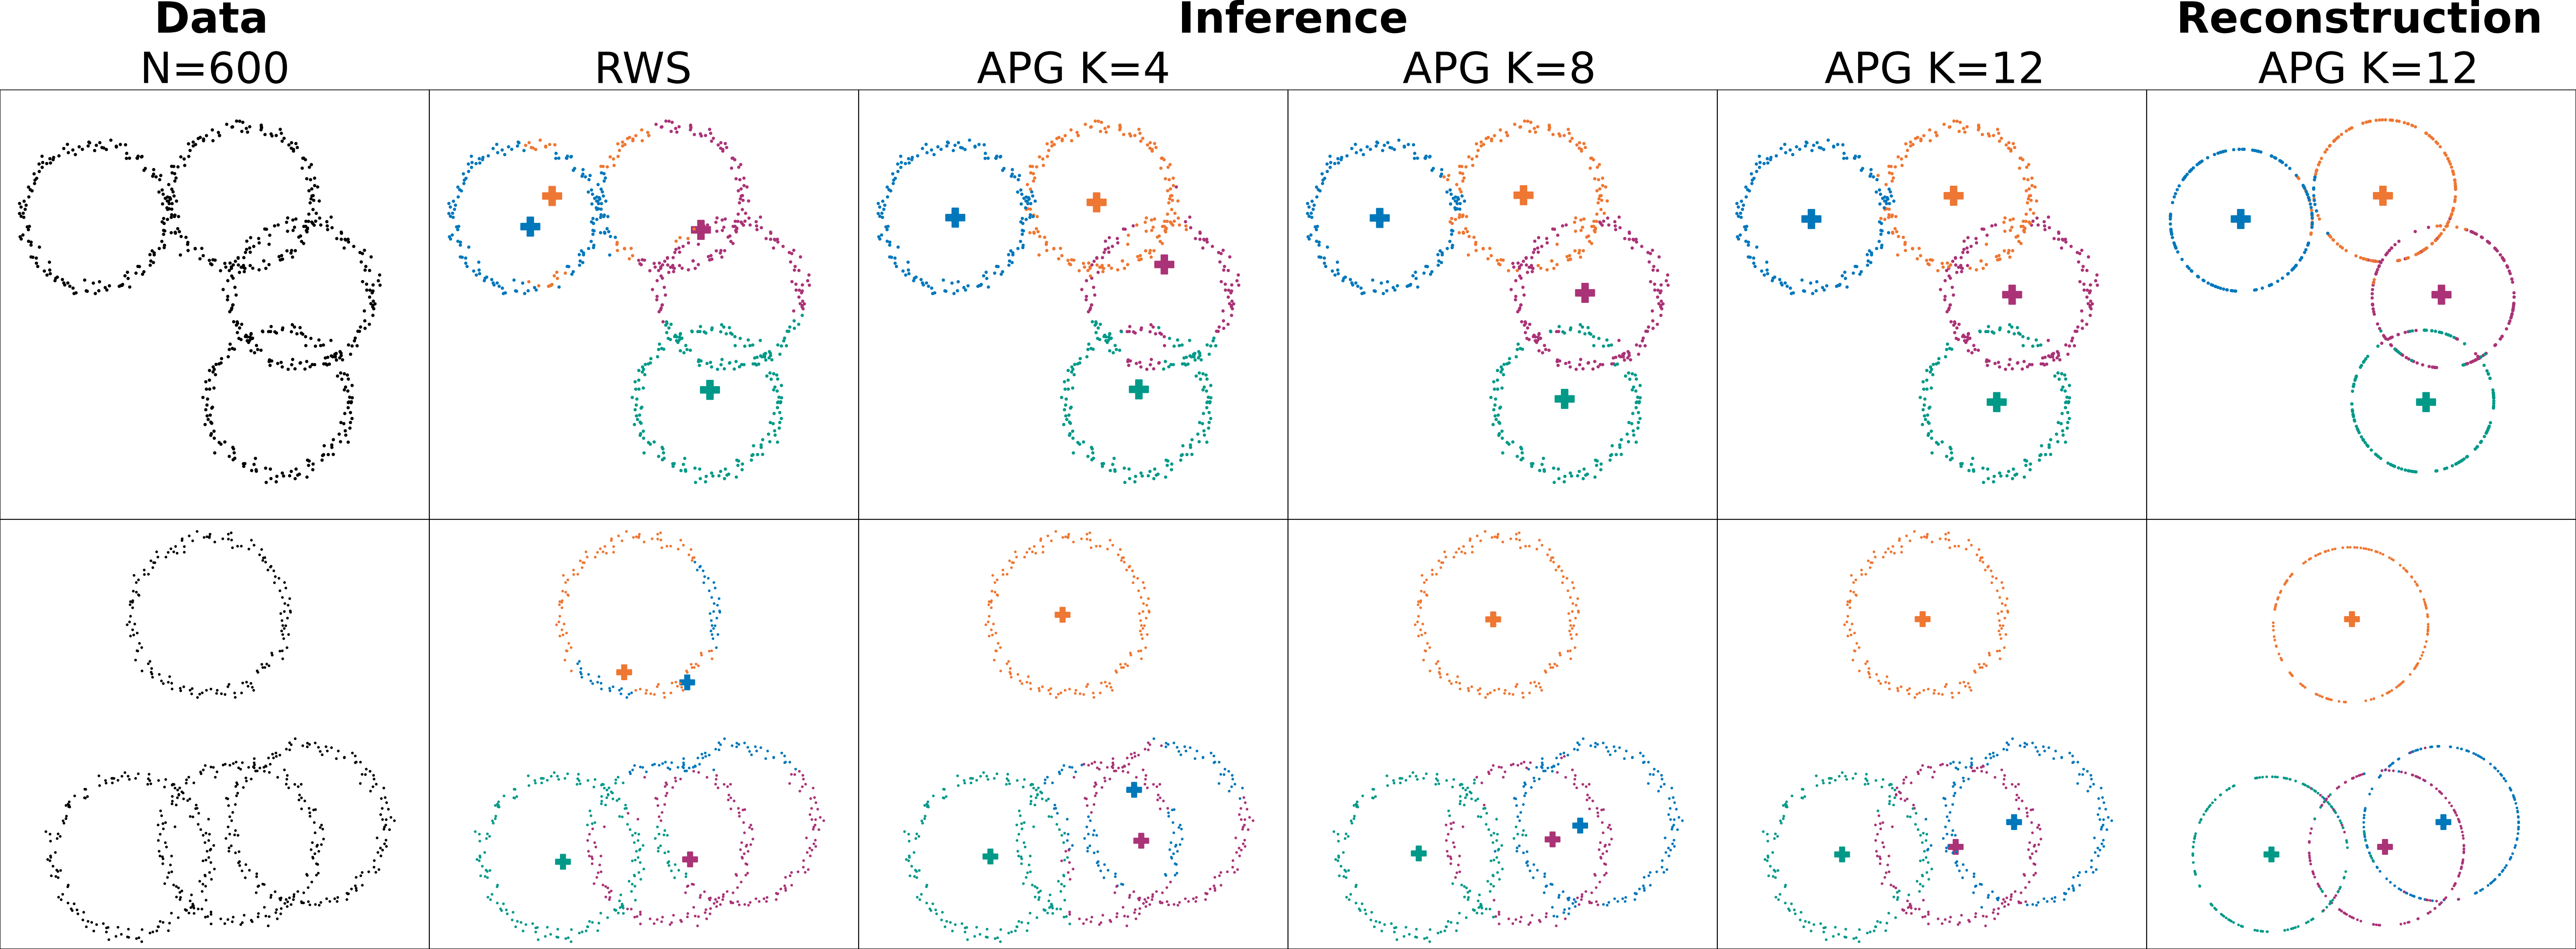 Data
Inference
Reconstruction
N=600
RWS
APG K=4
APG K=8
APG K=12
APG K=12